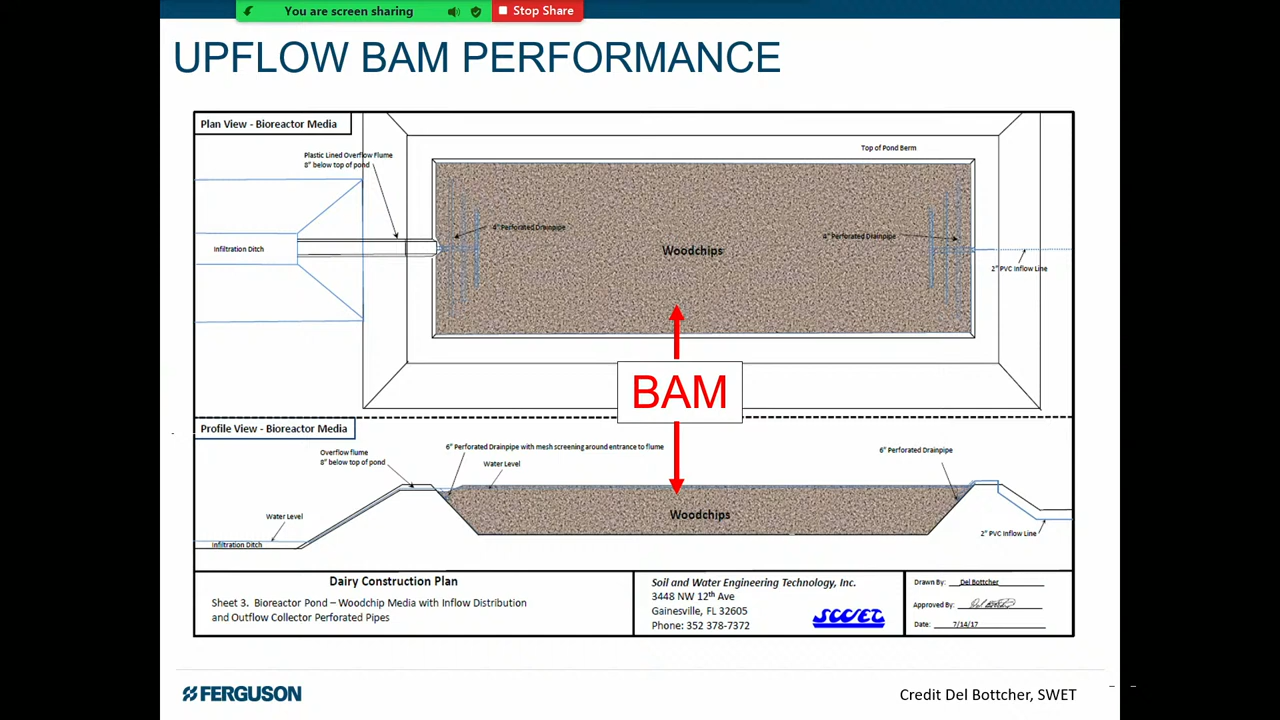 You are screen sharing
Stop Share
UPFLOW BAM PERFORMANCE
Plan View - Bioreactor Media
Plastic Lined Overflow Flume
8" below top of pond
Top of Pond Berm
4" Perforated Drainpipe
4" Perforated Drainpipe
Infiltration Ditch
Woodchips
2" PVC Inflow Line
BAM
Profile View - Bioreactor Media
Overflow flume
8" below top of pond
6" Perforated Drainpipe with mesh screening around entrance to flume
6" Perforated Drainpipe
Water Level
Woodchips
Water Level
Infiltration Ditch
2" PVC Inflow Line
Dairy Construction Plan
Sheet 3. Bioreactor Pond – Woodchip Media with Inflow Distribution
and Outflow Collector Perforated Pipes
Soil and Water Engineering Technology, Inc.
3448 NW 12th Ave
Gainesville, FL 32605
Phone: 352 378-7372
SWET
Drawn By: Del Bottcher
Approved By:
Date: 7/14/17
FERGUSON
Credit Del Bottcher, SWET